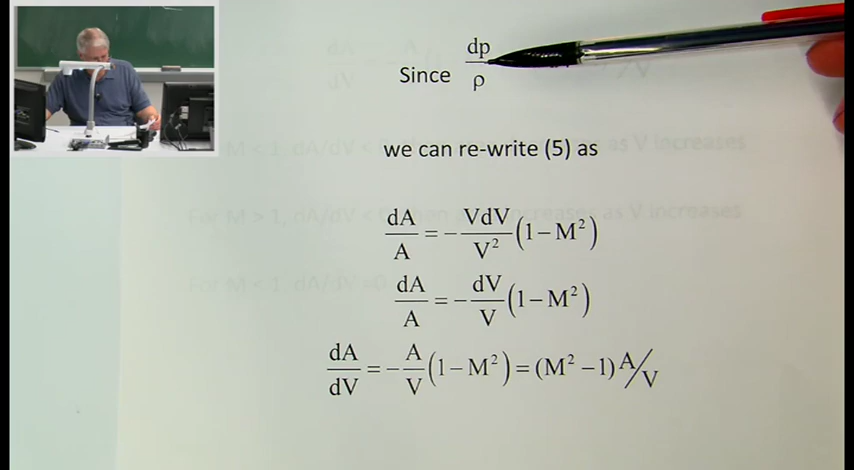 Since dp/ρ
we can re-write (5) as
dA/A = −VdV/V² (1−M²)
dA/A = −dV/V (1−M²)
dA/dV = −A/V (1−M²) = (M²−1) A/V